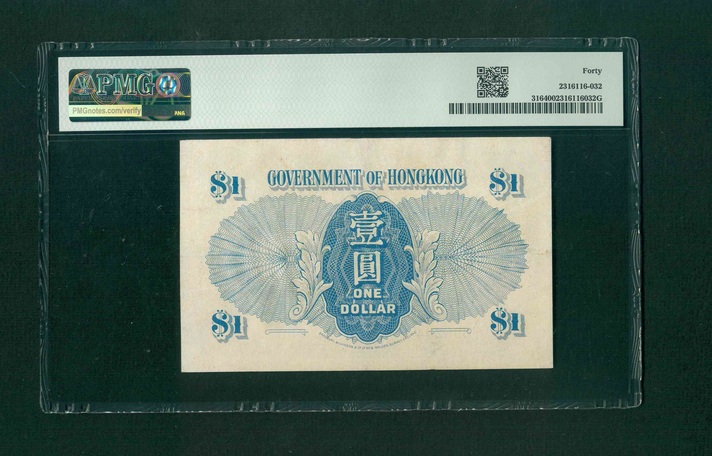 PMG
PMGnotes.com/verify
Forty
2316116-032
3164002316116032G
GOVERNMENT OF HONGKONG
$1 $1
壹
圓
ONE
DOLLAR
$1 $1